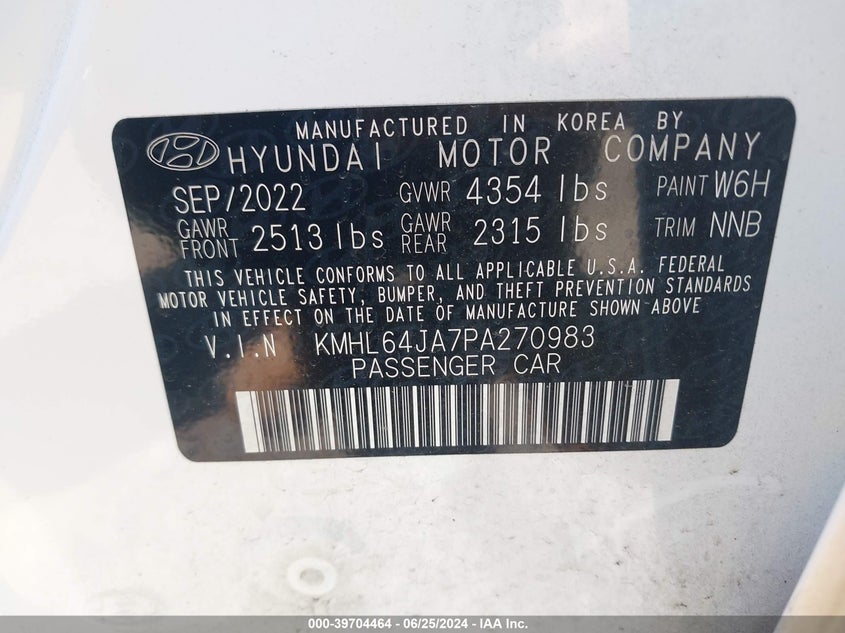 MANUFACTURED IN KOREA BY
HYUNDAI MOTOR COMPANY
SEP/2022 GVWR 4354 lbs PAINT W6H
GAWR FRONT 2513 lbs GAWR REAR 2315 lbs TRIM NNB
THIS VEHICLE CONFORMS TO ALL APPLICABLE U.S.A. FEDERAL
MOTOR VEHICLE SAFETY, BUMPER, AND THEFT PREVENTION STANDARDS
IN EFFECT ON THE DATE OF MANUFACTURE SHOWN ABOVE
V.I.N KMHL64JA7PA270983
PASSENGER CAR
000-39704464 - 06/25/2024 - IAA Inc.